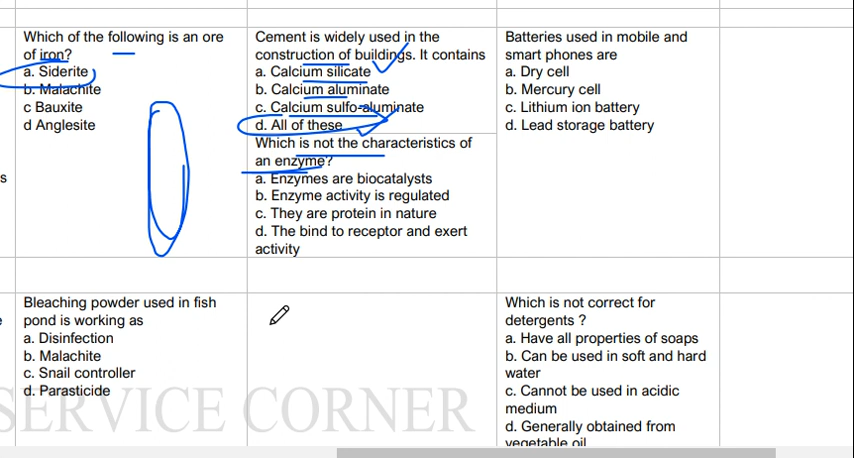 Which of the following is an ore
of iron?
a. Siderite
b. Malachite
c Bauxite
d Anglesite
Cement is widely used in the
construction of buildings. It contains
a. Calcium silicate
b. Calcium aluminate
c. Calcium sulfo-aluminate
d. All of these
Which is not the characteristics of
an enzyme?
a. Enzymes are biocatalysts
b. Enzyme activity is regulated
c. They are protein in nature
d. The bind to receptor and exert
activity
Batteries used in mobile and
smart phones are
a. Dry cell
b. Mercury cell
c. Lithium ion battery
d. Lead storage battery
s
Bleaching powder used in fish
pond is working as
a. Disinfection
b. Malachite
c. Snail controller
d. Parasticide
Which is not correct for
detergents ?
a. Have all properties of soaps
b. Can be used in soft and hard
water
c. Cannot be used in acidic
medium
d. Generally obtained from
vegetable oil
SERVICE CORNER